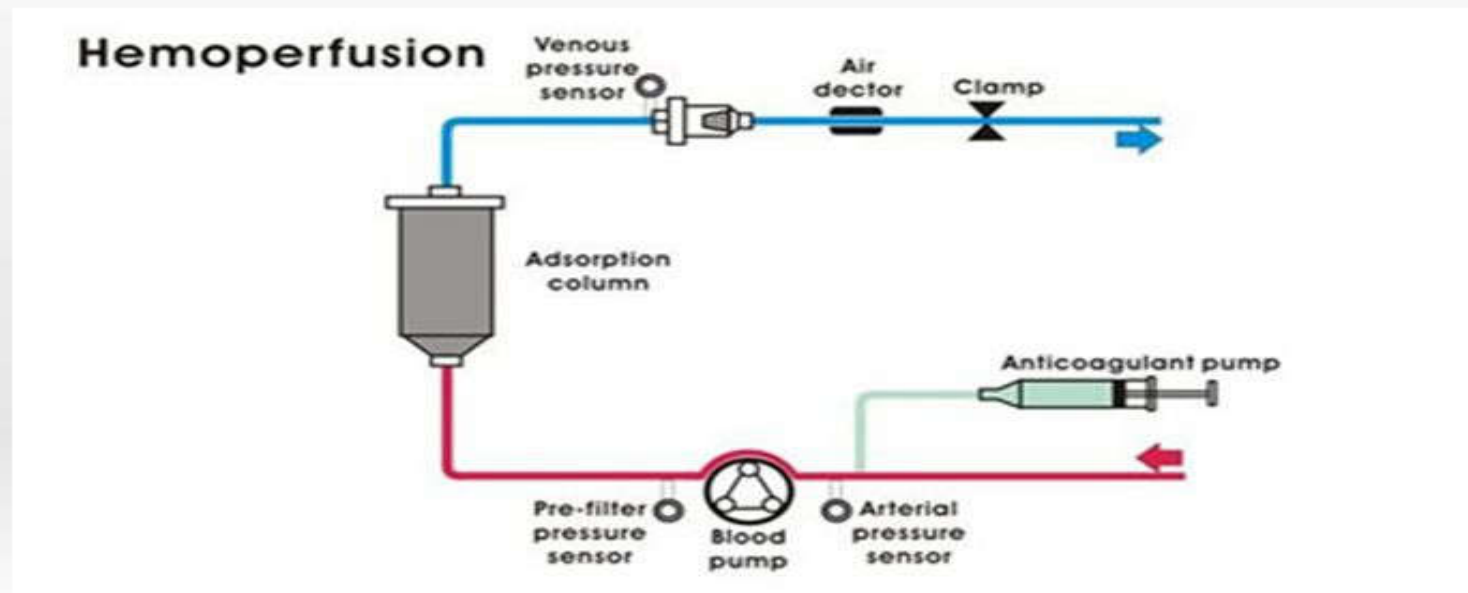 Hemoperfusion
Venous
pressure
sensor
Air
dector
Clamp
Adsorption
column
Anticoagulant pump
Pre-filter
pressure
sensor
Blood
pump
Arterial
pressure
sensor